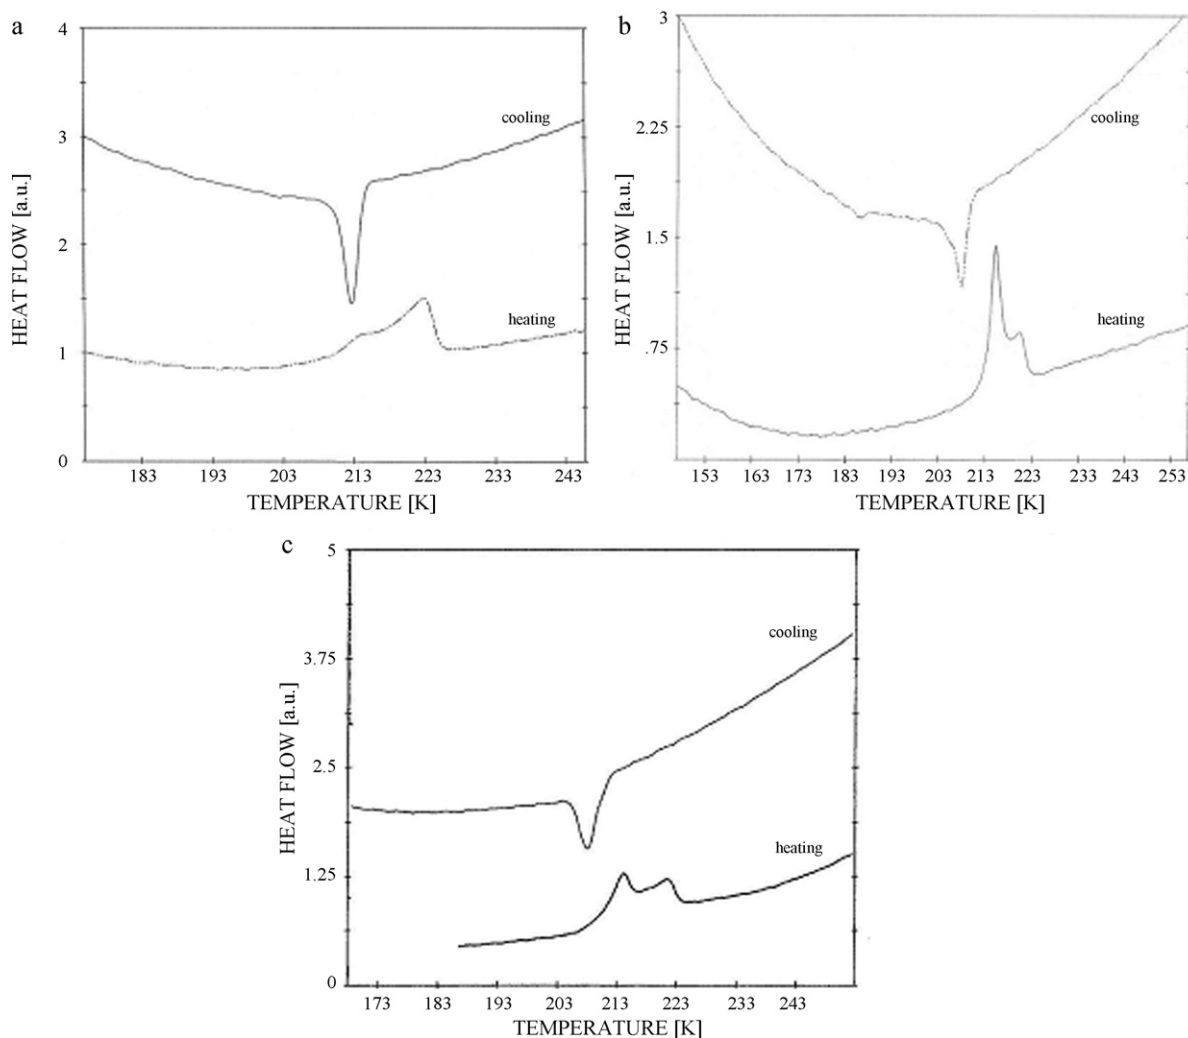 a
4
3
2
1
0
HEAT FLOW [a.u.]
cooling
heating
183 193 203 213 223 233 243
TEMPERATURE [K]
b
3
2.25
1.5
.75
HEAT FLOW [a.u.]
cooling
heating
153 163 173 183 193 203 213 223 233 243 253
TEMPERATURE [K]
c
5
3.75
2.5
1.25
0
HEAT FLOW [a.u.]
cooling
heating
173 183 193 203 213 223 233 243
TEMPERATURE [K]